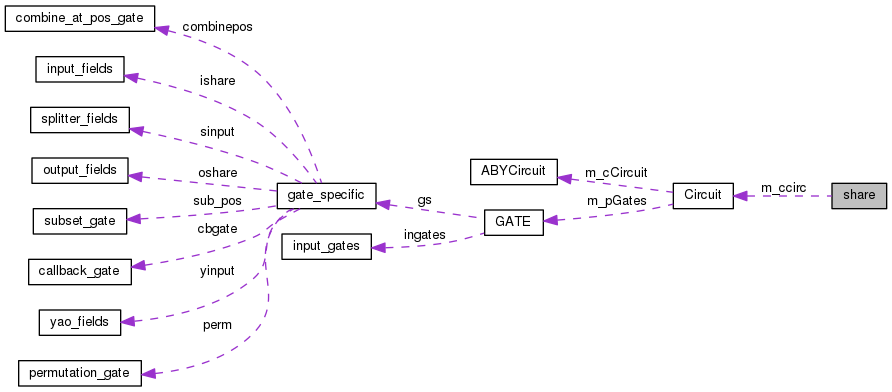 combine_at_pos_gate
combinepos
input_fields
ishare
splitter_fields
sinput
output_fields
oshare
subset_gate
sub_pos
callback_gate
cbgate
yao_fields
yinput
permutation_gate
perm
gate_specific
input_gates
gs
ingates
ABYCircuit
GATE
m_cCircuit
m_pGates
Circuit
m_ccirc
share